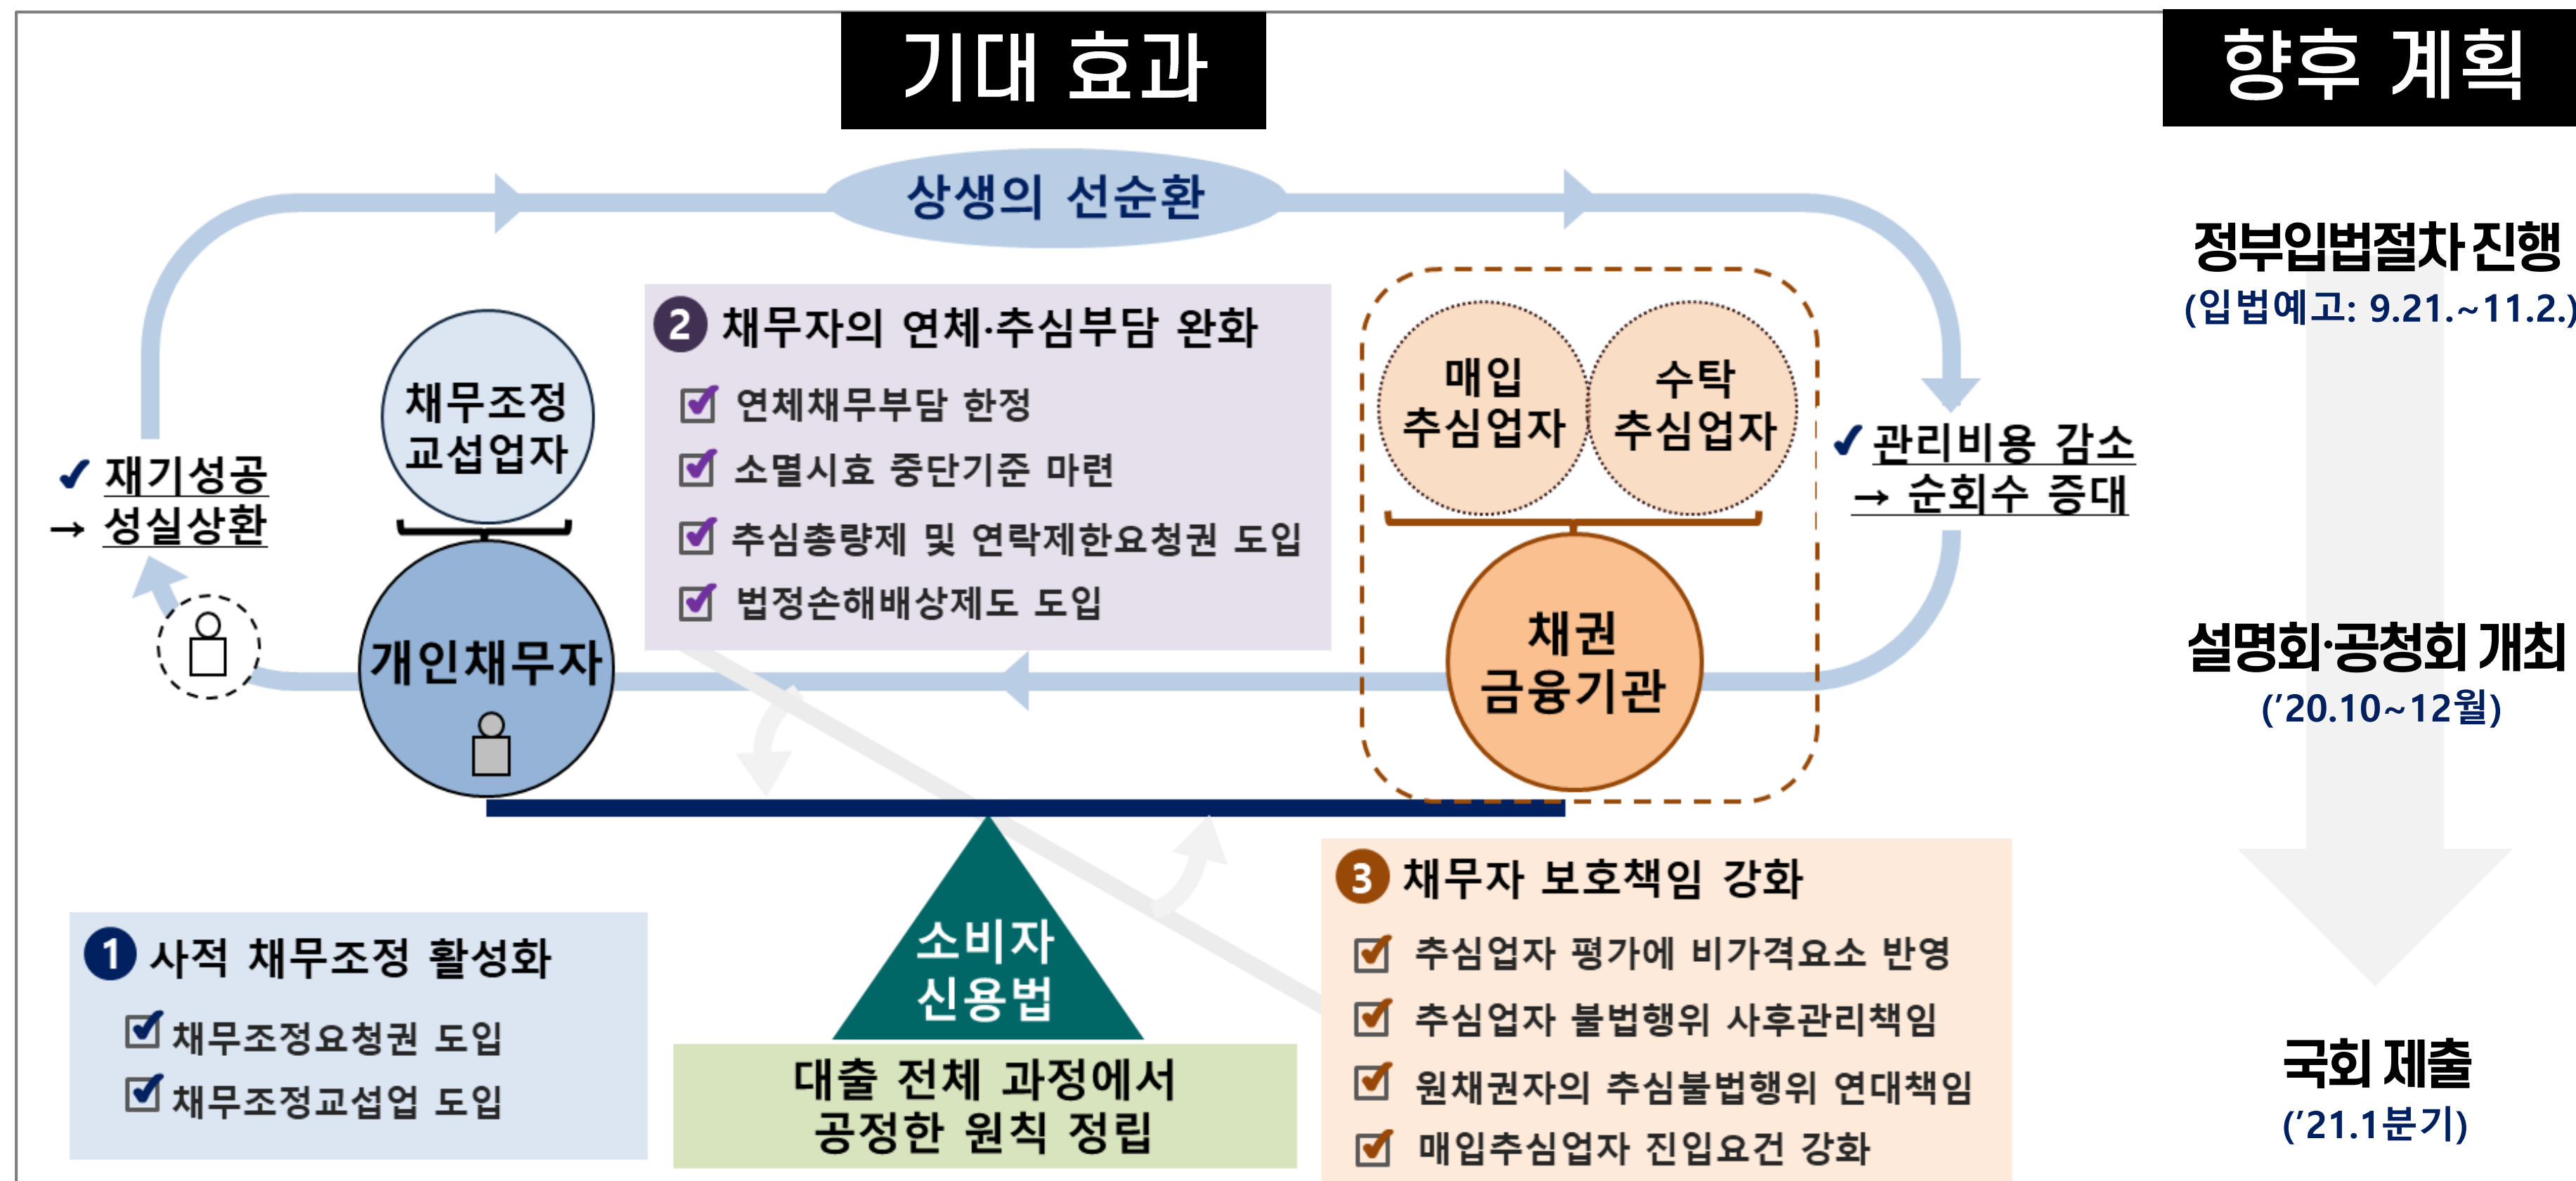 기대 효과
향후 계획
상생의 선순환
✔ 재기성공
→ 성실상환
채무조정
교섭업자
개인채무자
❷ 채무자의 연체·추심부담 완화
☑ 연체채무부담 한정
☑ 소멸시효 중단기준 마련
☑ 추심총량제 및 연락제한요청권 도입
☑ 법정손해배상제도 도입
매입
추심업자
수탁
추심업자
채권
금융기관
✔ 관리비용 감소
→ 순회수 증대
❶ 사적 채무조정 활성화
☑ 채무조정요청권 도입
☑ 채무조정교섭업 도입
소비자
신용법
대출 전체 과정에서
공정한 원칙 정립
❸ 채무자 보호책임 강화
☑ 추심업자 평가에 비가격요소 반영
☑ 추심업자 불법행위 사후관리책임
☑ 원채권자의 추심불법행위 연대책임
☑ 매입추심업자 진입요건 강화
정부입법절차 진행
(입법예고: 9.21.~11.2.)
설명회·공청회 개최
(’20.10~12월)
국회 제출
(’21.1분기)